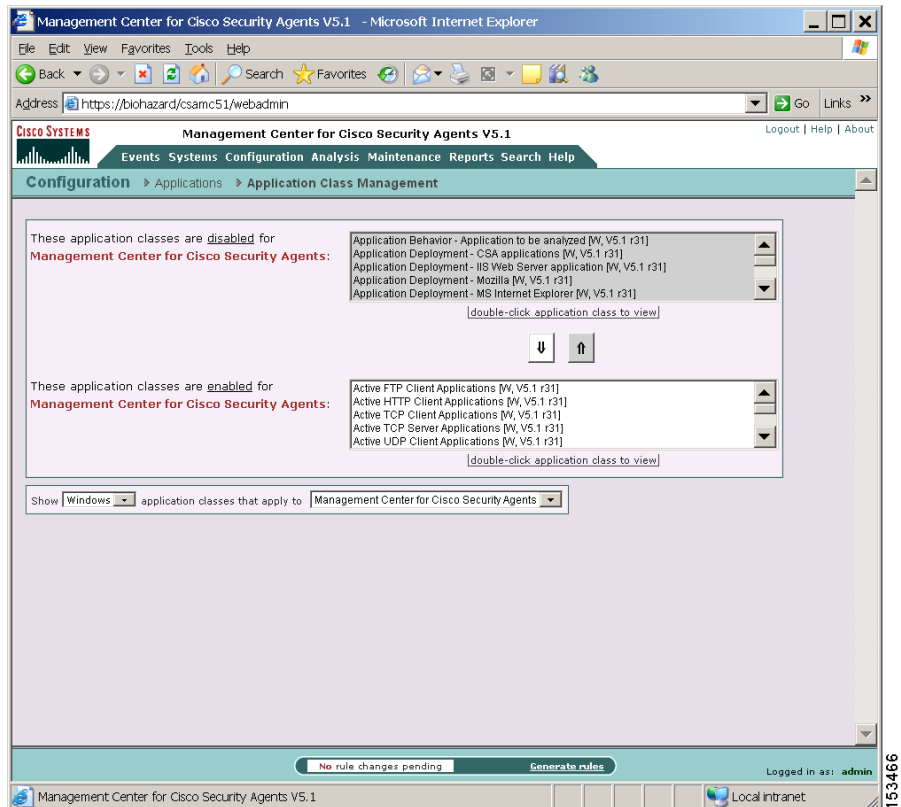 Management Center for Cisco Security Agents V5.1 - Microsoft Internet Explorer
File Edit View Favorites Tools Help
Back Search Favorites
Address https://biohazard/csamc51/webadmin Go Links »
CISCO SYSTEMS Management Center for Cisco Security Agents V5.1 Logout | Help | About
Events Systems Configuration Analysis Maintenance Reports Search Help
Configuration Applications Application Class Management
These application classes are disabled for
Management Center for Cisco Security Agents:
Application Behavior - Application to be analyzed [W, V5.1 r31]
Application Deployment - CSA applications [W, V5.1 r31]
Application Deployment - IIS Web Server application [W, V5.1 r31]
Application Deployment - Mozilla [W, V5.1 r31]
Application Deployment - MS Internet Explorer [W, V5.1 r31]
double-click application class to view
These application classes are enabled for
Management Center for Cisco Security Agents:
Active FTP Client Applications [W, V5.1 r31]
Active HTTP Client Applications [W, V5.1 r31]
Active TCP Client Applications [W, V5.1 r31]
Active TCP Server Applications [W, V5.1 r31]
Active UDP Client Applications [W, V5.1 r31]
double-click application class to view
Show Windows application classes that apply to Management Center for Cisco Security Agents
No rule changes pending Generate rules Logged in as: admin
Management Center for Cisco Security Agents V5.1 Local intranet
153466